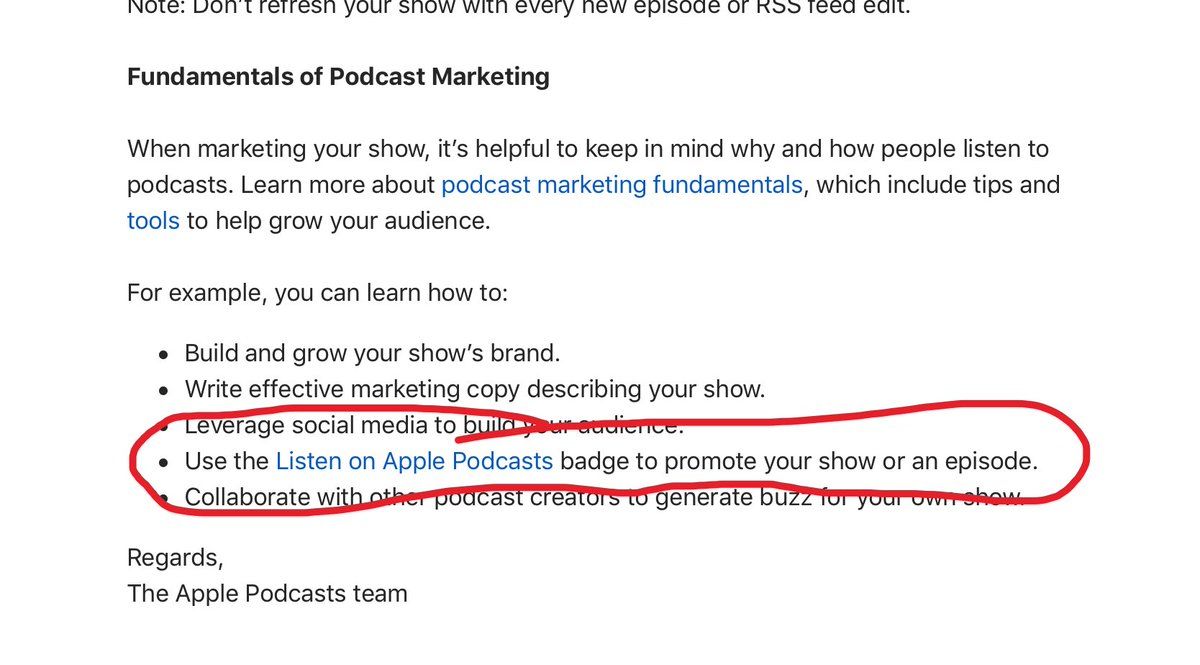 Note: Don’t refresh your show with every new episode or RSS feed edit.
Fundamentals of Podcast Marketing
When marketing your show, it’s helpful to keep in mind why and how people listen to
podcasts. Learn more about podcast marketing fundamentals, which include tips and
tools to help grow your audience.
For example, you can learn how to:
• Build and grow your show’s brand.
• Write effective marketing copy describing your show.
• Leverage social media to build your audience.
• Use the Listen on Apple Podcasts badge to promote your show or an episode.
• Collaborate with other podcast creators to generate buzz for your own show.
Regards,
The Apple Podcasts team